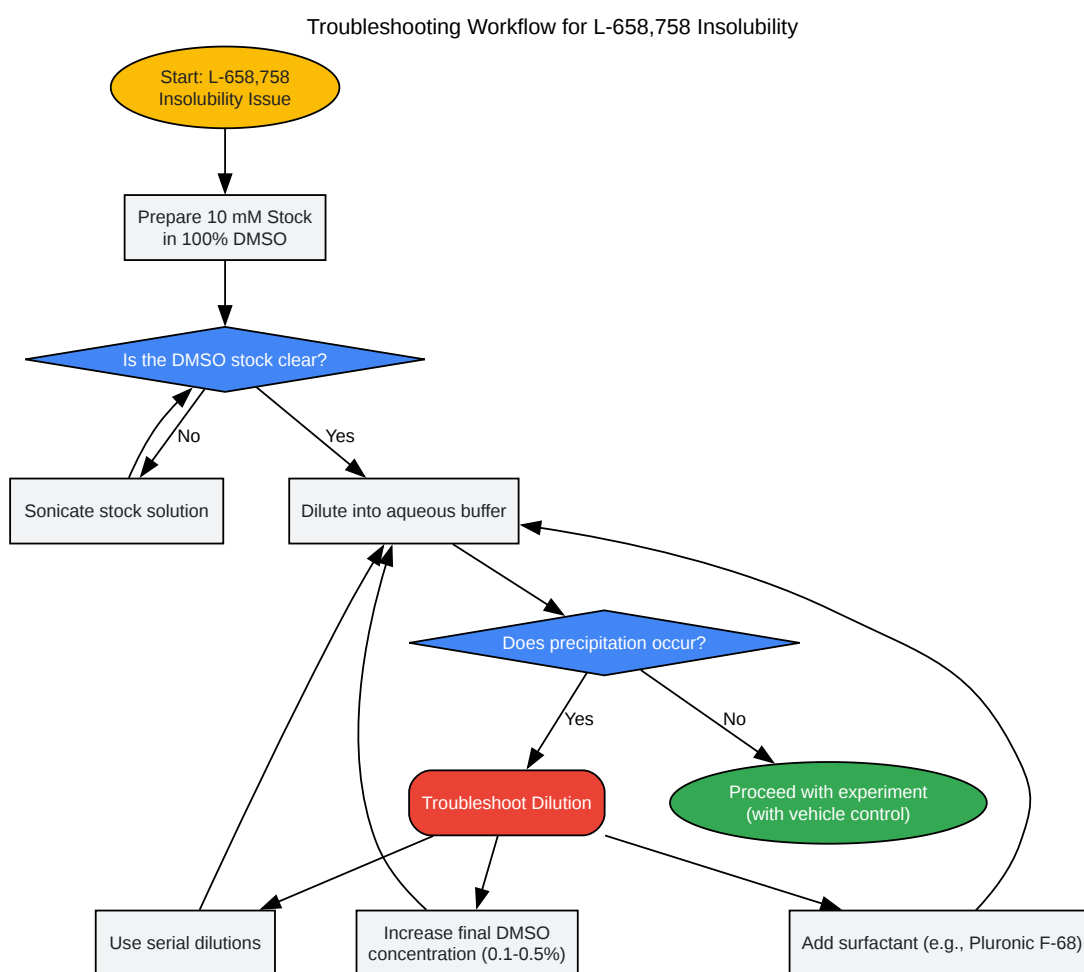 Troubleshooting Workflow for L-658,758 Insolubility
Start: L-658,758
Insolubility Issue
Prepare 10 mM Stock
in 100% DMSO
Is the DMSO stock clear?
No
Yes
Sonicate stock solution
Dilute into aqueous buffer
Does precipitation occur?
Yes
No
Troubleshoot Dilution
Proceed with experiment
(with vehicle control)
Use serial dilutions
Increase final DMSO
concentration (0.1-0.5%)
Add surfactant (e.g., Pluronic F-68)